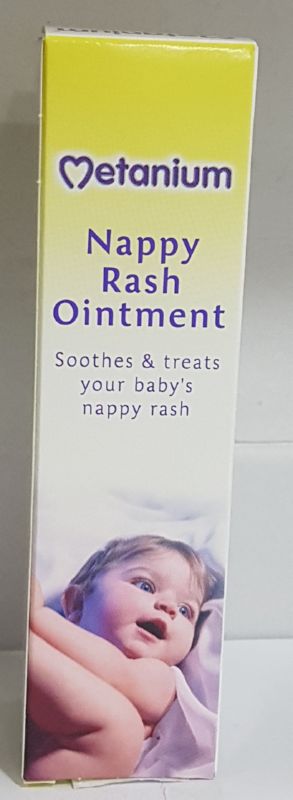 Metanium
Nappy
Rash
Ointment
Soothes & treats
your baby's
nappy rash